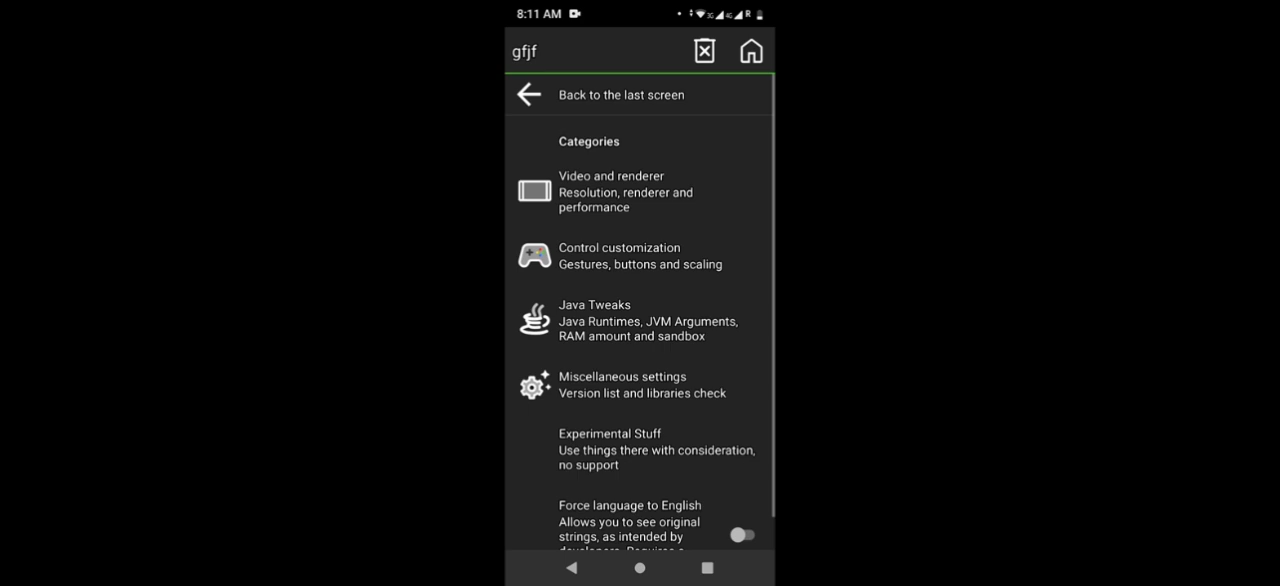 8:11 AM
3G
4G
R
gfjf
Back to the last screen
Categories
Video and renderer
Resolution, renderer and
performance
Control customization
Gestures, buttons and scaling
Java Tweaks
Java Runtimes, JVM Arguments,
RAM amount and sandbox
Miscellaneous settings
Version list and libraries check
Experimental Stuff
Use things there with consideration,
no support
Force language to English
Allows you to see original
strings, as intended by